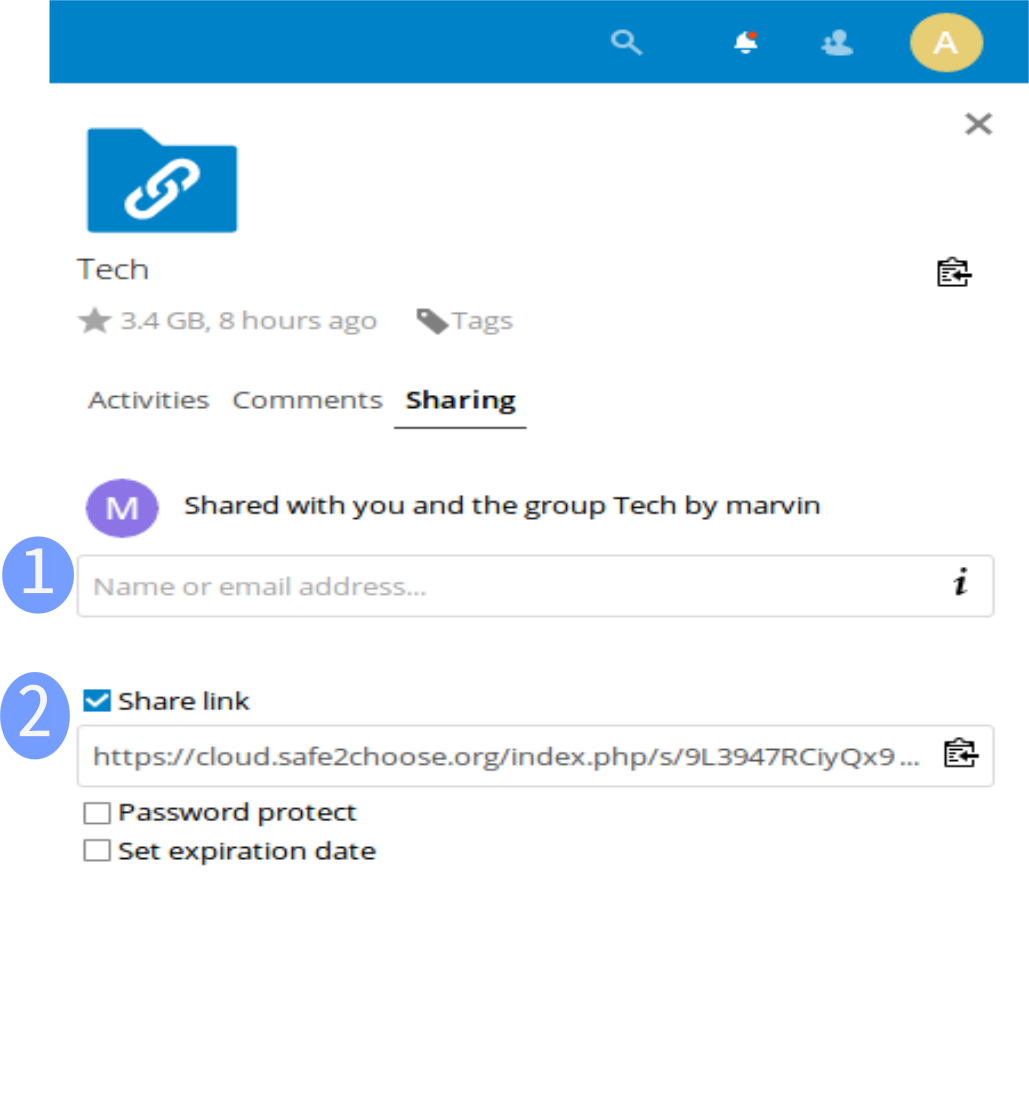 A
Tech
3.4 GB, 8 hours ago Tags
Activities Comments Sharing
M Shared with you and the group Tech by marvin
1 Name or email address... i
2 Share link
https://cloud.safe2choose.org/index.php/s/9L3947RCiyQx9...
Password protect
Set expiration date